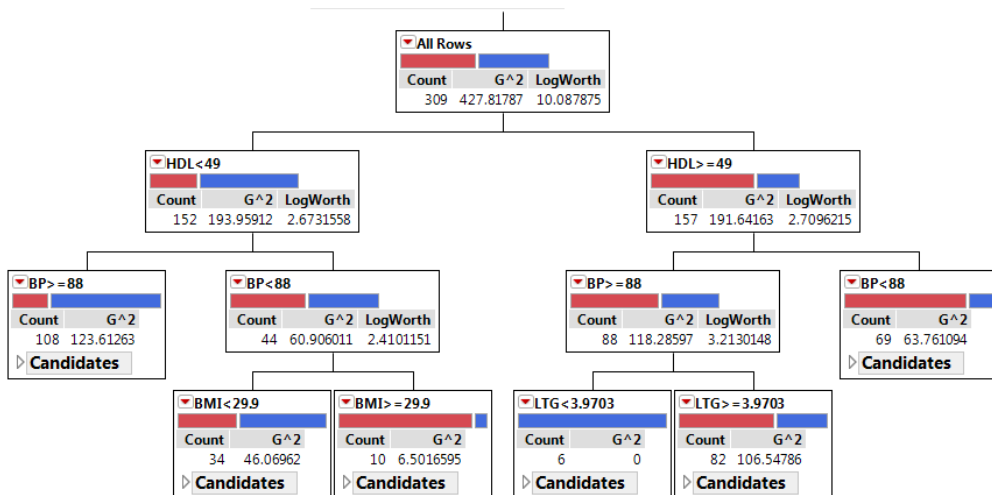 All Rows
Count G^2 LogWorth
309 427.81787 10.087875
HDL<49
Count G^2 LogWorth
152 193.95912 2.6731558
HDL>=49
Count G^2 LogWorth
157 191.64163 2.7096215
BP>=88
Count G^2
108 123.61263
Candidates
BP<88
Count G^2 LogWorth
44 60.906011 2.4101151
BP>=88
Count G^2 LogWorth
88 118.28597 3.2130148
BP<88
Count G^2
69 63.761094
Candidates
BMI<29.9
Count G^2
34 46.06962
Candidates
BMI>=29.9
Count G^2
10 6.5016595
Candidates
LTG<3.9703
Count G^2
6 0
Candidates
LTG>=3.9703
Count G^2
82 106.54786
Candidates